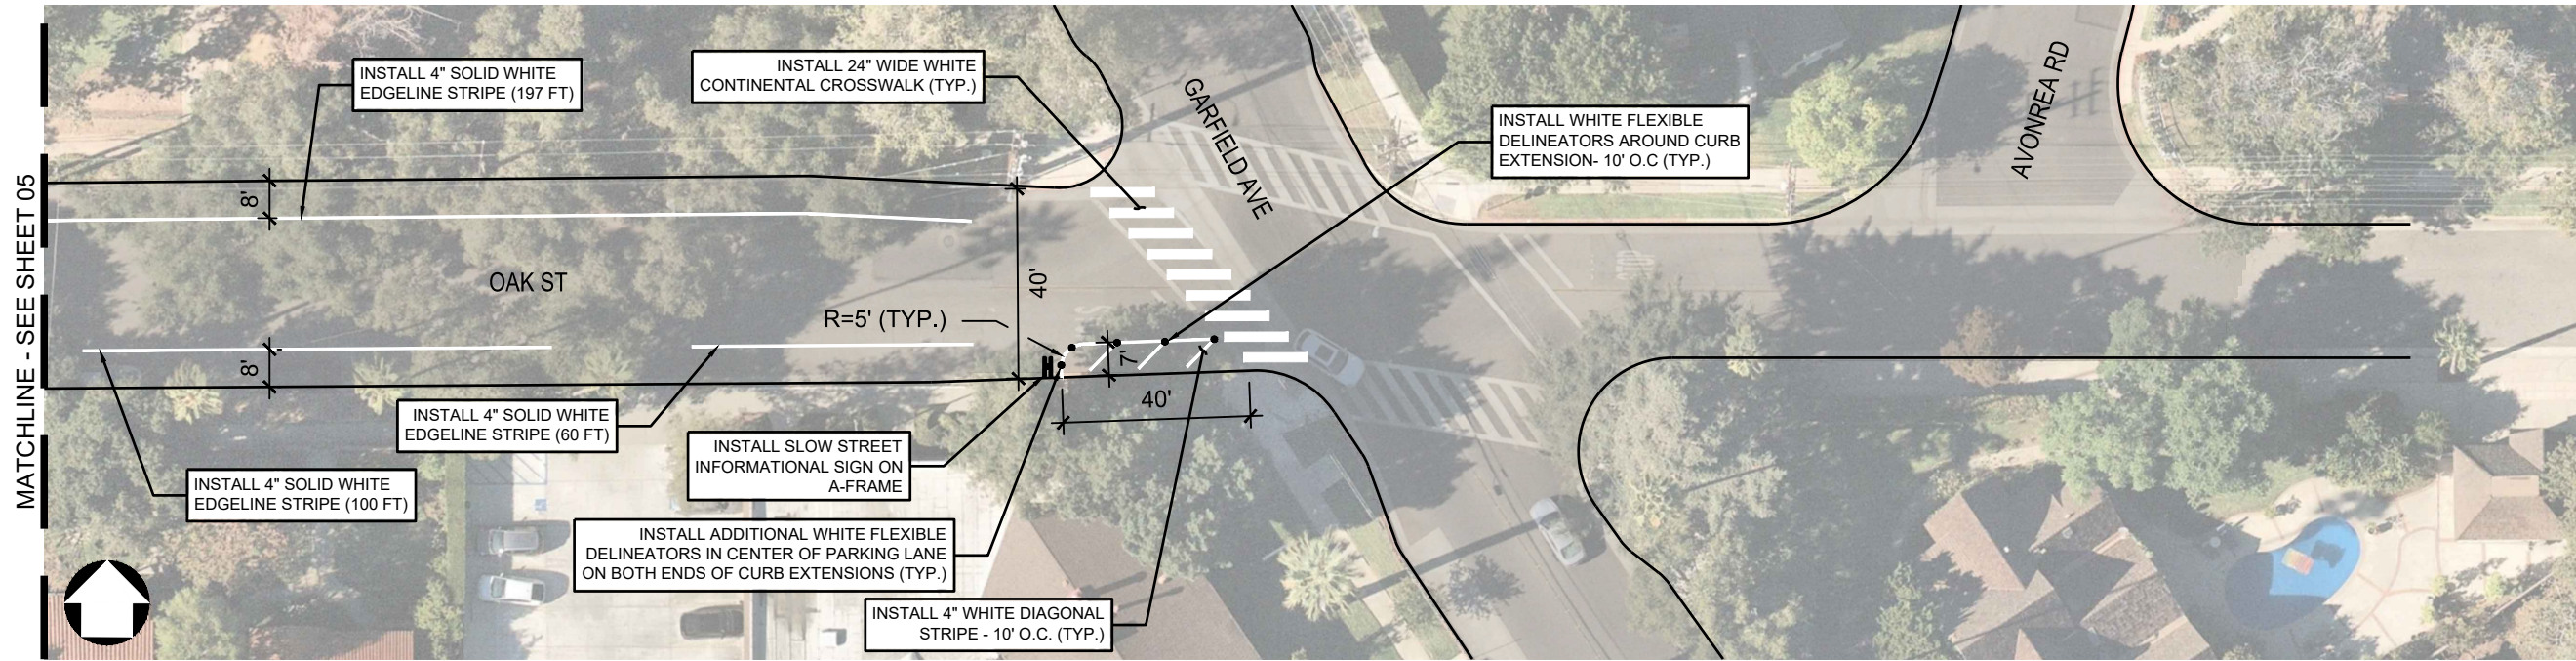 INSTALL 4" SOLID WHITE
EDGELINE STRIPE (197 FT)
INSTALL 24" WIDE WHITE
CONTINENTAL CROSSWALK (TYP.)
INSTALL WHITE FLEXIBLE
DELINEATORS AROUND CURB
EXTENSION- 10' O.C (TYP.)
GARFIELD AVE
AVONREA RD
MATCHLINE - SEE SHEET 05
8'
OAK ST
40'
R=5' (TYP.)
8'
7'
40'
INSTALL 4" SOLID WHITE
EDGELINE STRIPE (60 FT)
INSTALL SLOW STREET
INFORMATIONAL SIGN ON
A-FRAME
INSTALL 4" SOLID WHITE
EDGELINE STRIPE (100 FT)
INSTALL ADDITIONAL WHITE FLEXIBLE
DELINEATORS IN CENTER OF PARKING LANE
ON BOTH ENDS OF CURB EXTENSIONS (TYP.)
INSTALL 4" WHITE DIAGONAL
STRIPE - 10' O.C. (TYP.)